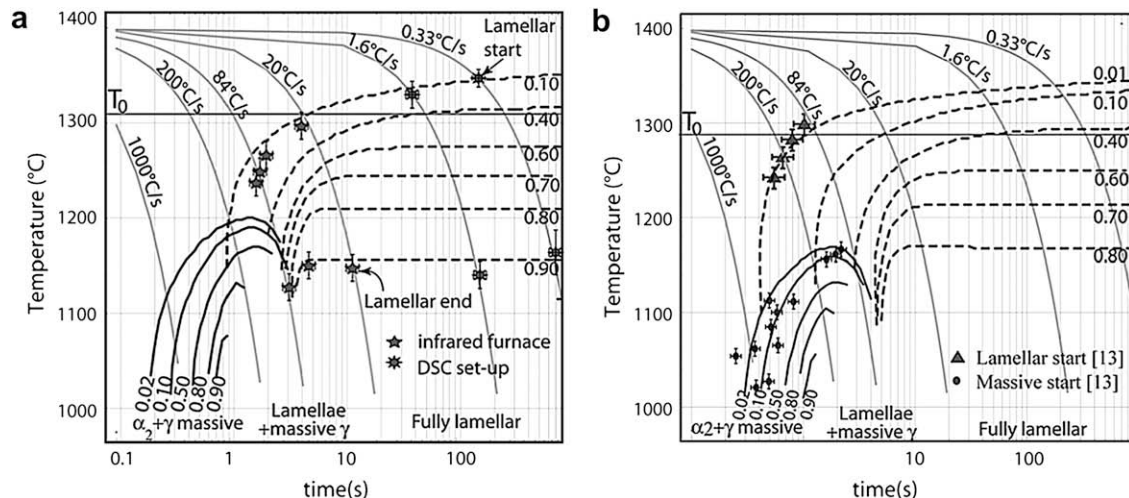 a
1400
1300
1200
1100
1000
Temperature (°C)
T0
1000°C/s
200°C/s
84°C/s
20°C/s
1.6°C/s
0.33°C/s
Lamellar
start
0.10
0.40
0.60
0.70
0.80
0.90
Lamellar end
infrared furnace
DSC set-up
0.02
0.10
0.50
0.80
0.90
α2+γ massive
Lamellae
+massive γ
Fully lamellar
0.1
1
10
100
time(s)
b
1400
1300
1200
1100
1000
Temperature (°C)
T0
1000°C/s
200°C/s
84°C/s
20°C/s
1.6°C/s
0.33°C/s
0.01
0.10
0.40
0.60
0.70
0.80
Lamellar start [13]
Massive start [13]
0.02
0.10
0.50
0.80
0.90
α2+γ massive
Lamellae
+massive γ
Fully lamellar
10
100
time(s)